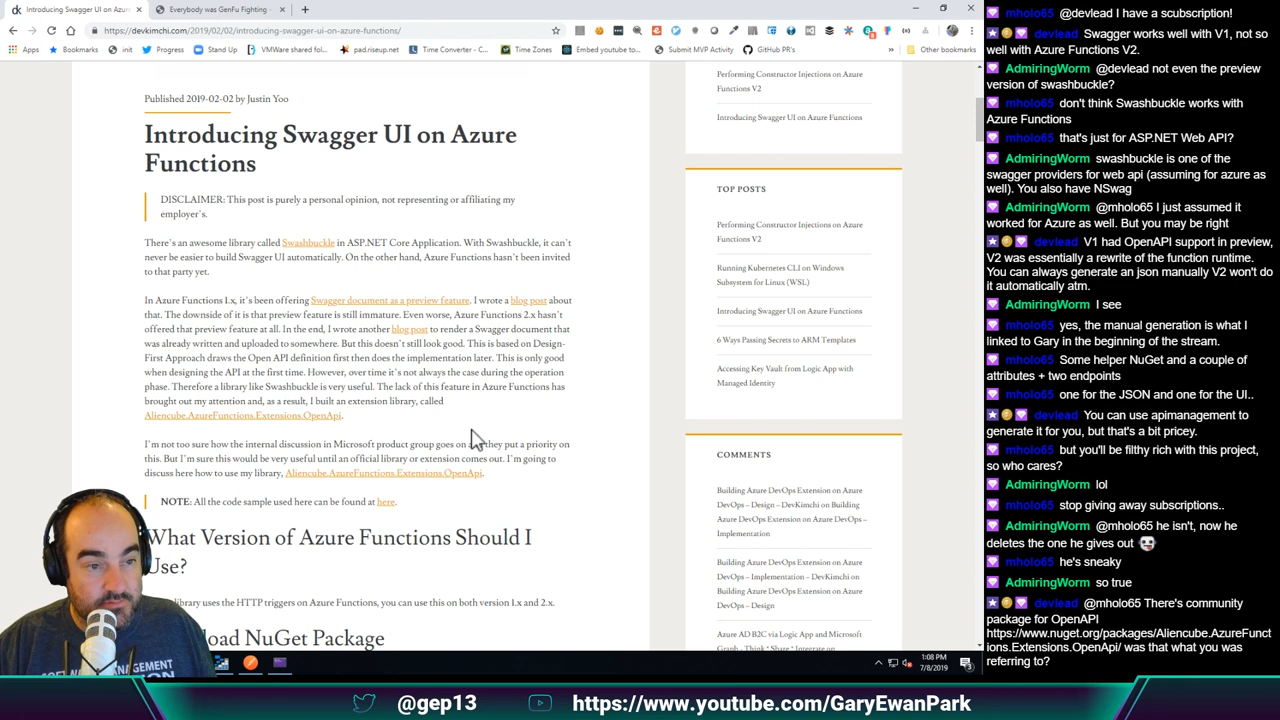 dk Introducing Swagger UI on Azur ×
Everybody was GenFu Fighting - ×
https://devkimchi.com/2019/02/02/introducing-swagger-ui-on-azure-functions/
Apps Bookmarks init Progress Stand Up VMWare shared fol pad.riseup.net Time Converter - C... Time Zones Embed youtube to... Submit MVP Activity GitHub PR's Other bookmarks
Published 2019-02-02 by Justin Yoo
Introducing Swagger UI on Azure
Functions
DISCLAIMER: This post is purely a personal opinion, not representing or affiliating my
employer's.
There's an awesome library called Swashbuckle in ASP.NET Core Application. With Swashbuckle, it can't
never be easier to build Swagger UI automatically. On the other hand, Azure Functions hasn't been invited
to that party yet.
In Azure Functions 1.x, it's been offering Swagger document as a preview feature. I wrote a blog post about
that. The downside of it is that preview feature is still immature. Even worse, Azure Functions 2.x hasn't
offered that preview feature at all. In the end, I wrote another blog post to render a Swagger document that
was already written and uploaded to somewhere. But this doesn't still look good. This is based on Design-
First Approach draws the Open API definition first then does the implementation later. This is only good
when designing the API at the first time. However, over time it's not always the case during the operation
phase. Therefore a library like Swashbuckle is very useful. The lack of this feature in Azure Functions has
brought out my attention and, as a result, I built an extension library, called
Aliencube.AzureFunctions.Extensions.OpenApi.
I'm not too sure how the internal discussion in Microsoft product group goes on they put a priority on
this. But I'm sure this would be very useful until an official library or extension comes out. I'm going to
discuss here how to use my library, Aliencube.AzureFunctions.Extensions.OpenApi.
NOTE: All the code sample used here can be found at here.
What Version of Azure Functions Should I
Use?
library uses the HTTP triggers on Azure Functions, you can use this on both version 1.x and 2.x.
load NuGet Package
Performing Constructor Injections on Azure
Functions V2
Introducing Swagger UI on Azure Functions
TOP POSTS
Performing Constructor Injections on Azure
Functions V2
Running Kubernetes CLI on Windows
Subsystem for Linux (WSL)
Introducing Swagger UI on Azure Functions
6 Ways Passing Secrets to ARM Templates
Accessing Key Vault from Logic App with
Managed Identity
COMMENTS
Building Azure DevOps Extension on Azure
DevOps – Design – DevKimchi on Building
Azure DevOps Extension on Azure DevOps –
Implementation
Building Azure DevOps Extension on Azure
DevOps – Implementation – DevKimchi on
Building Azure DevOps Extension on Azure
DevOps – Design
Azure AD B2C via Logic App and Microsoft
Graph – Think * Share * Integrate on
MANAGEMENT
1:08 PM
7/8/2019
mholo65 @devlead I have a scubscription!
devlead Swagger works well with V1, not so
well with Azure Functions V2.
AdmiringWorm @devlead not even the preview
version of swashbuckle?
mholo65 don't think Swashbuckle works with
Azure Functions
mholo65 that's just for ASP.NET Web API?
AdmiringWorm swashbuckle is one of the
swagger providers for web api (assuming for azure as
well). You also have NSwag
AdmiringWorm @mholo65 I just assumed it
worked for Azure as well. But you may be right
devlead V1 had OpenAPI support in preview,
V2 was essentially a rewrite of the function runtime.
You can always generate an json manually V2 won't do
it automatically atm.
AdmiringWorm I see
mholo65 yes, the manual generation is what I
linked to Gary in the beginning of the stream.
mholo65 Some helper NuGet and a couple of
attributes + two endpoints
mholo65 one for the JSON and one for the UI..
devlead You can use apimanagement to
generate it for you, but that's a bit pricey.
mholo65 but you'll be filthy rich with this project,
so who cares?
AdmiringWorm lol
mholo65 stop giving away subscriptions..
AdmiringWorm @mholo65 he isn't, now he
deletes the one he gives out
mholo65 he's sneaky
AdmiringWorm so true
devlead @mholo65 There's community
package for OpenAPI
https://www.nuget.org/packages/Aliencube.AzureFunct
ions.Extensions.OpenApi/ was that what you was
referring to?
@gep13 https://www.youtube.com/GaryEwanPark